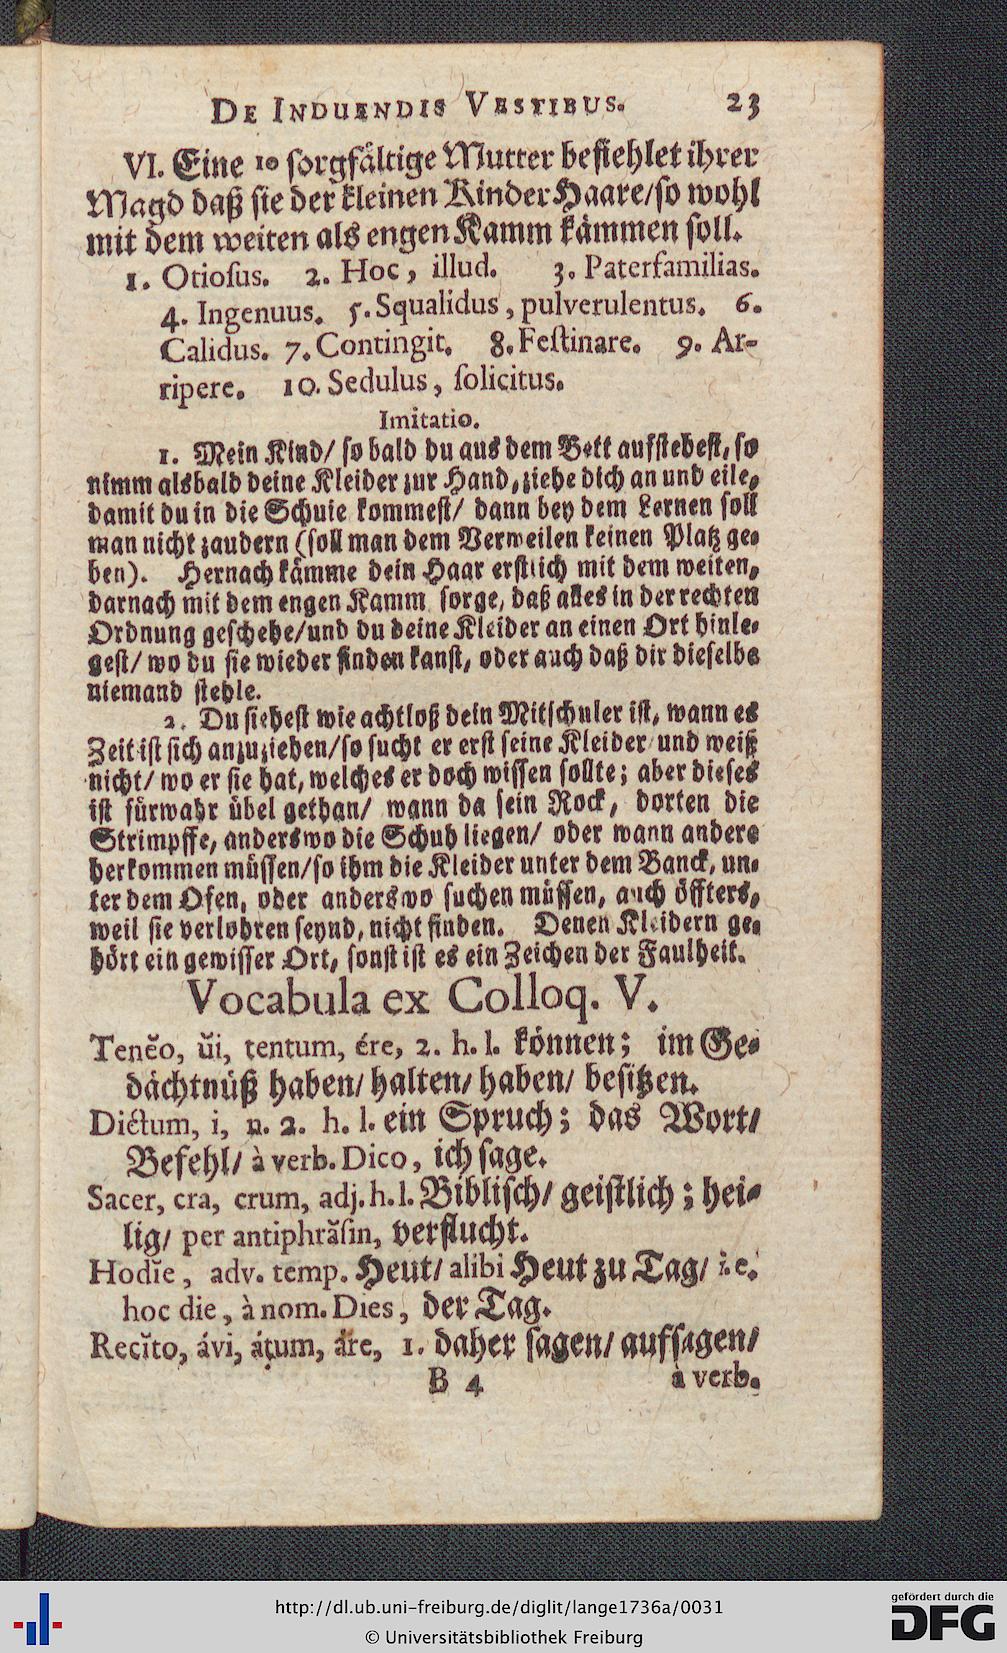 DE INDUENDIS VESTIBUS. 23
VI. Eine 10 sorgfältige Mutter befiehlet ihrer
Magd daß sie der kleinen Kinder Haare/so wohl
mit dem weiten als engen Kamm kämmen soll.
1. Otiosus. 2. Hoc, illud. 3. Paterfamilias.
4. Ingenuus. 5. Squalidus, pulverulentus. 6.
Calidus. 7. Contingit. 8. Festinare. 9. Ar-
ripere. 10. Sedulus, solicitus.
Imitatio.
1. Mein Kind/ so bald du aus dem Bett aufstehest, so
nimm alsbald deine Kleider zur Hand, ziehe dich an und eile,
damit du in die Schule kommest/ dann bey dem Lernen soll
man nicht zaudern (soll man dem Verweilen keinen Platz ge-
ben). Hernach kämme dein Haar erstlich mit dem weiten,
darnach mit dem engen Kamm sorge, daß alles in der rechten
Ordnung geschehe/und du deine Kleider an einen Ort hinle-
gest/ wo du sie wieder finden kanst, oder auch daß dir dieselbe
niemand stehle.
2. Du siehest wie achtloß dein Mitschuler ist, wann es
Zeit ist sich anzuziehen/so sucht er erst seine Kleider und weiß
nicht/ wo er sie hat, welches er doch wissen sollte; aber dieses
ist fürwahr übel gethan/ wann da sein Rock, dorten die
Strimpffe, anderswo die Schuh liegen/ oder wann andere
herkommen müssen/so ihm die Kleider unter dem Banck, un-
ter dem Ofen, oder anderswo suchen müssen, auch öffters,
weil sie verlohren seynd, nicht finden. Denen Kleidern ge-
hört ein gewisser Ort, sonst ist es ein Zeichen der Faulheit.
Vocabula ex Colloq. V.
Tenĕo, ŭi, tentum, ére, 2. h. l. können; im Ge-
dächtnüß haben/ halten/ haben/ besitzen.
Dictum, i, n. 2. h. l. ein Spruch; das Wort/
Befehl/ à verb. Dico, ich sage.
Sacer, cra, crum, adj. h. l. Biblisch/ geistlich; hei-
lig/ per antiphrăsin, verflucht.
Hodĭe, adv. temp. Heut/ alibi Heut zu Tag/ i. e.
hoc die, à nom. Dies, der Tag.
Recĭto, ávi, átum, áre, 1. daher sagen/ aufsagen/
B 4 à verb.
http://dl.ub.uni-freiburg.de/diglit/lange1736a/0031
© Universitätsbibliothek Freiburg
gefördert durch die
DFG